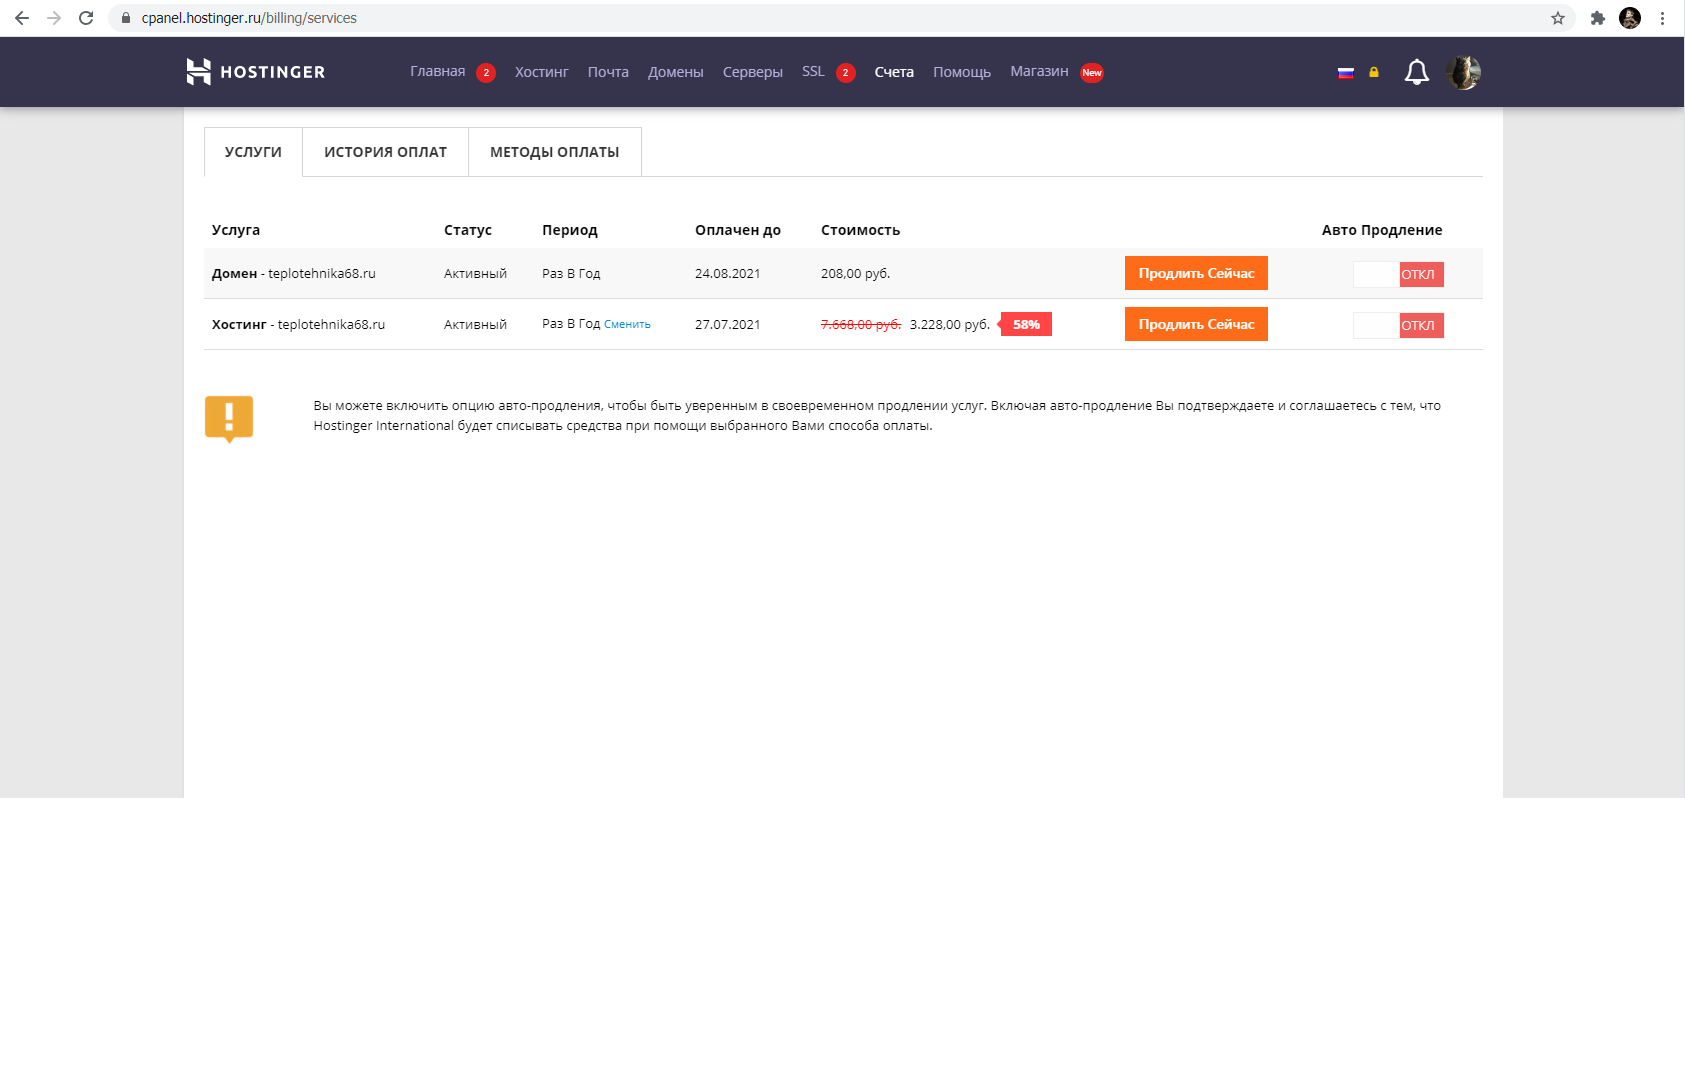 cpanel.hostinger.ru/billing/services
HOSTINGER Главная 2 Хостинг Почта Домены Серверы SSL 2 Счета Помощь Магазин New
УСЛУГИ ИСТОРИЯ ОПЛАТ МЕТОДЫ ОПЛАТЫ
Услуга Статус Период Оплачен до Стоимость Авто Продление
Домен - teplotehnika68.ru Активный Раз В Год 24.08.2021 208,00 руб. Продлить Сейчас ОТКЛ
Хостинг - teplotehnika68.ru Активный Раз В Год Сменить 27.07.2021 7.668,00 руб. 3.228,00 руб. 58% Продлить Сейчас ОТКЛ
Вы можете включить опцию авто-продления, чтобы быть уверенным в своевременном продлении услуг. Включая авто-продление Вы подтверждаете и соглашаетесь с тем, что
Hostinger International будет списывать средства при помощи выбранного Вами способа оплаты.